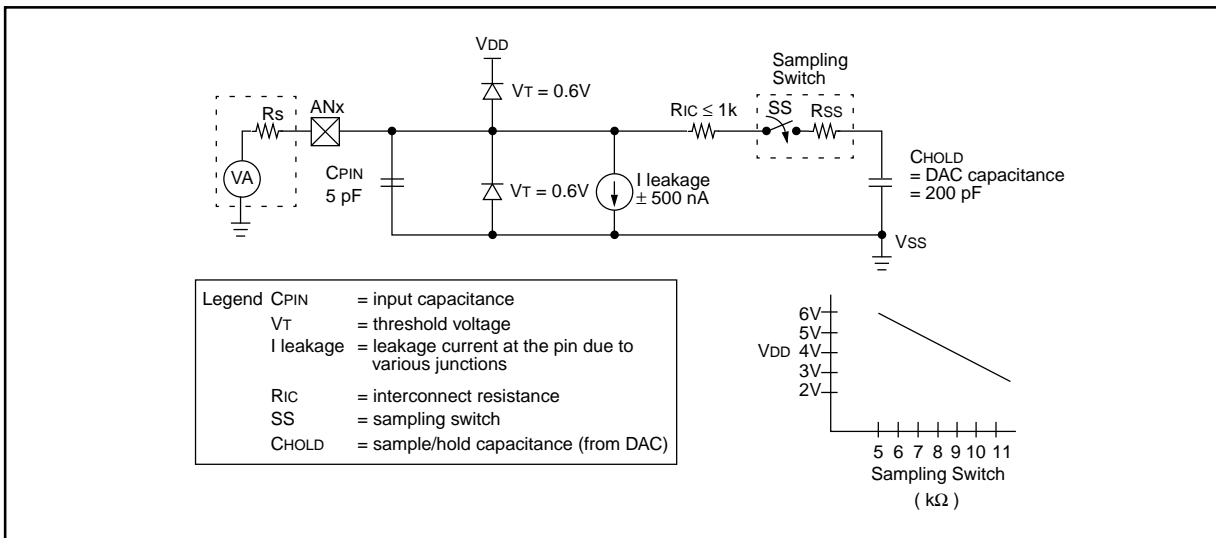 VDD
Sampling
Switch
VT = 0.6V
RIC ≤ 1k
SS
RSS
Rs
ANx
VA
CPIN
5 pF
VT = 0.6V
I leakage
± 500 nA
CHOLD
= DAC capacitance
= 200 pF
VSS
Legend CPIN = input capacitance
VT = threshold voltage
I leakage = leakage current at the pin due to
various junctions
RIC = interconnect resistance
SS = sampling switch
CHOLD = sample/hold capacitance (from DAC)
6V
5V
VDD 4V
3V
2V
5 6 7 8 9 10 11
Sampling Switch
( kΩ )